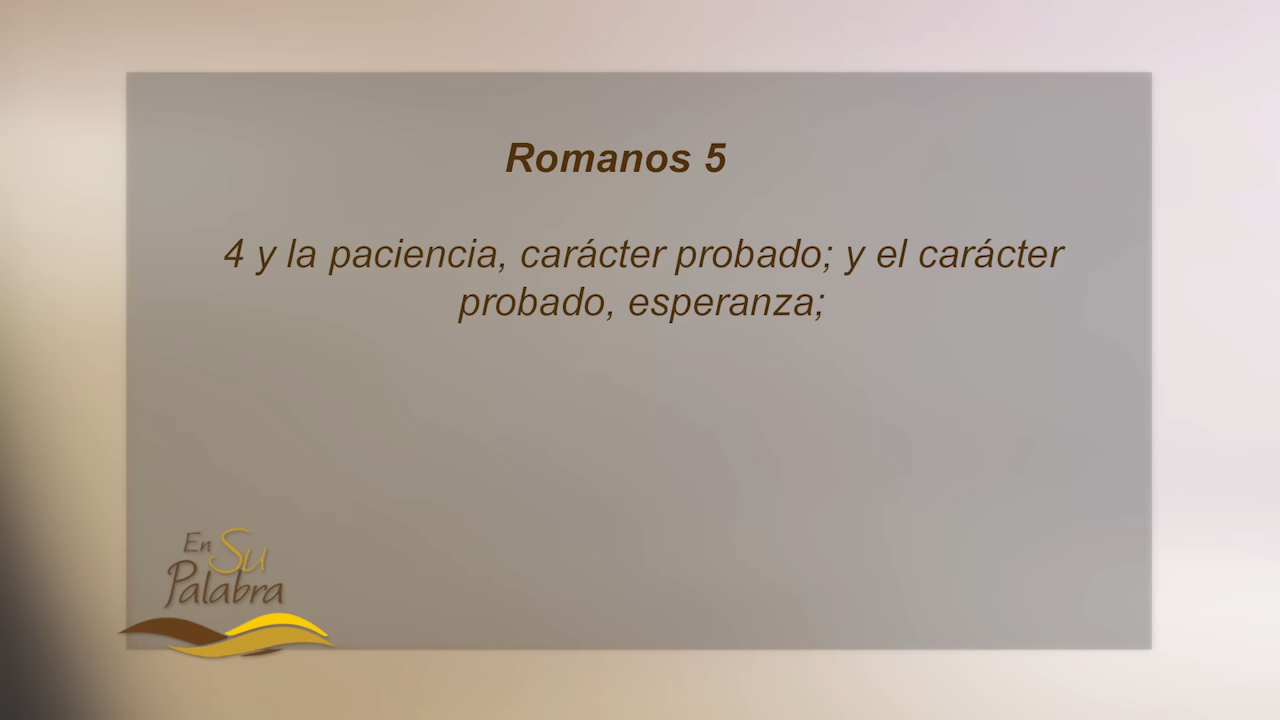 Romanos 5
4 y la paciencia, carácter probado; y el carácter
probado, esperanza;
En Su
Palabra